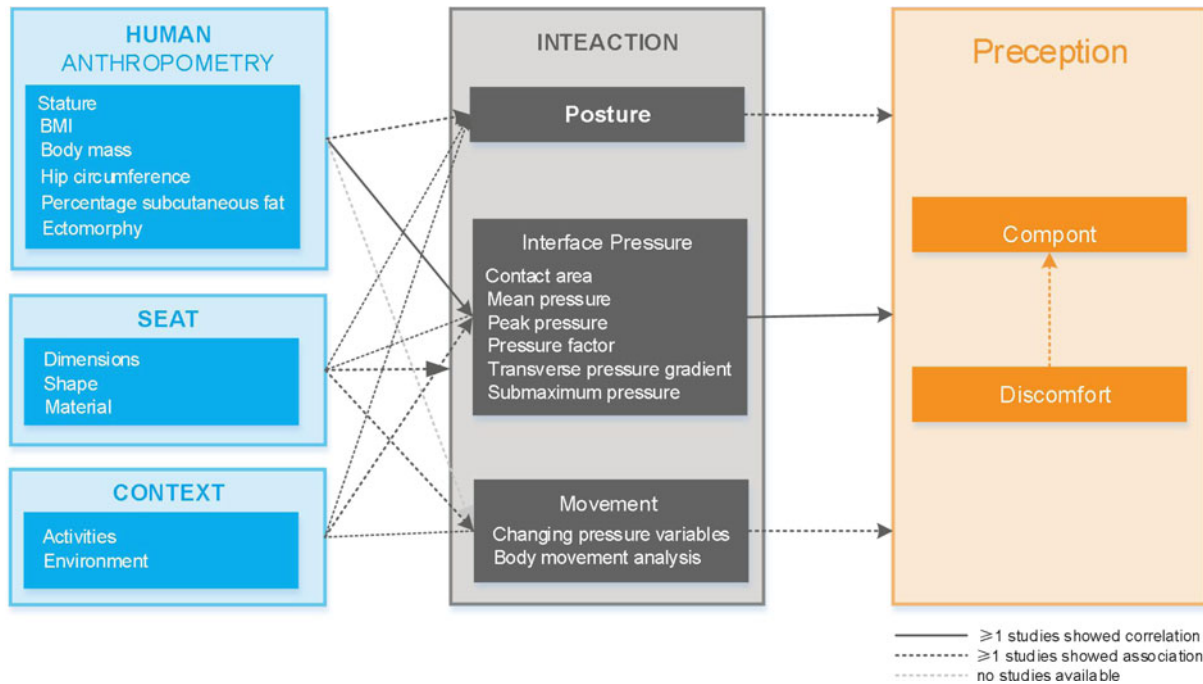 HUMAN
ANTHROPOMETRY
Stature
BMI
Body mass
Hip circumference
Percentage subcutaneous fat
Ectomorphy
SEAT
Dimensions
Shape
Material
CONTEXT
Activities
Environment
INTEACTION
Posture
Interface Pressure
Contact area
Mean pressure
Peak pressure
Pressure factor
Transverse pressure gradient
Submaximum pressure
Movement
Changing pressure variables
Body movement analysis
Preception
Compont
Discomfort
⩾1 studies showed correlation
⩾1 studies showed association
no studies available